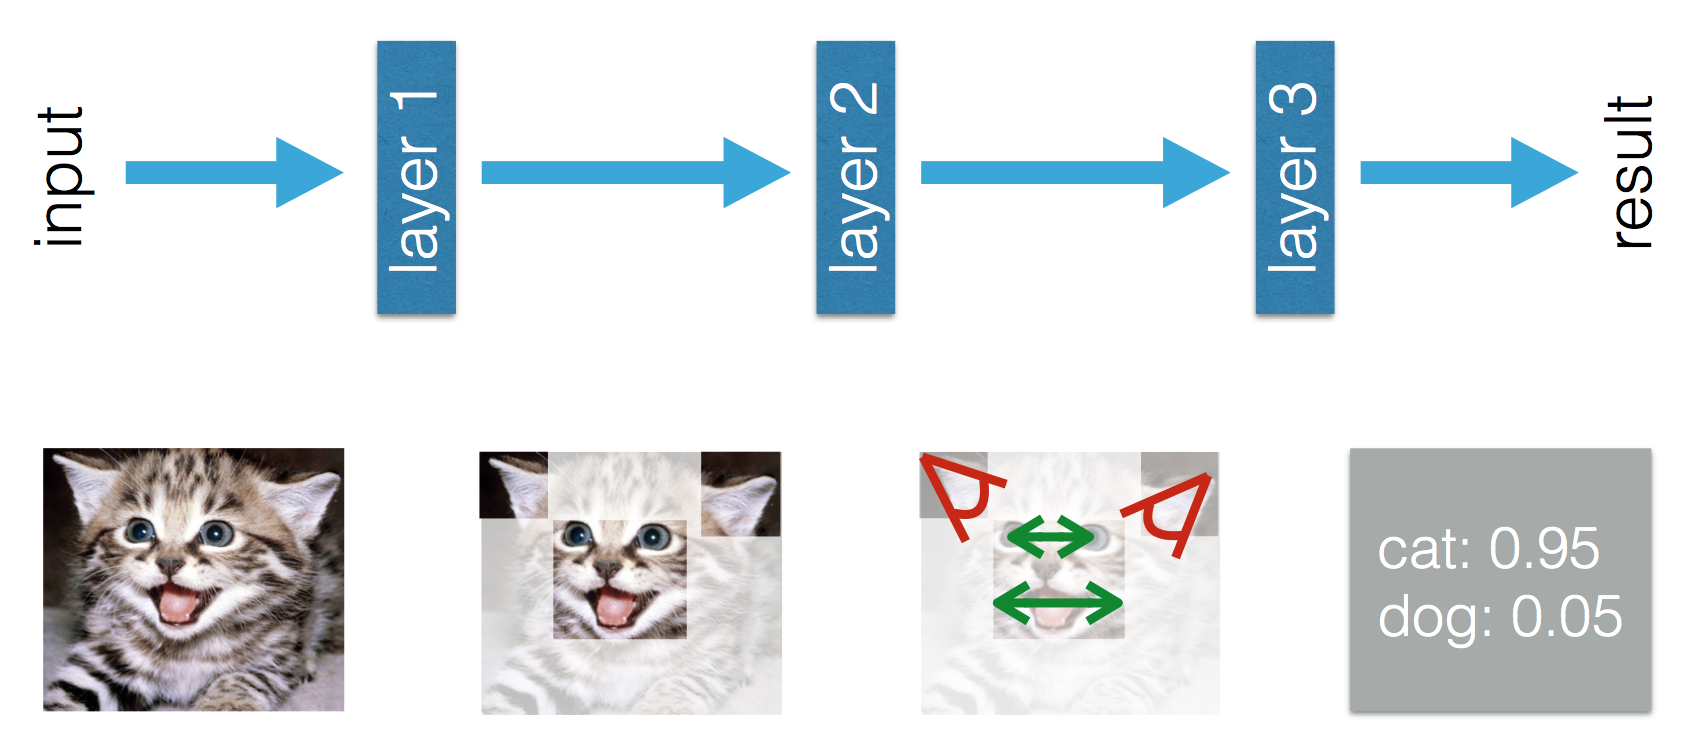 input
layer 1
layer 2
layer 3
result
cat: 0.95
dog: 0.05